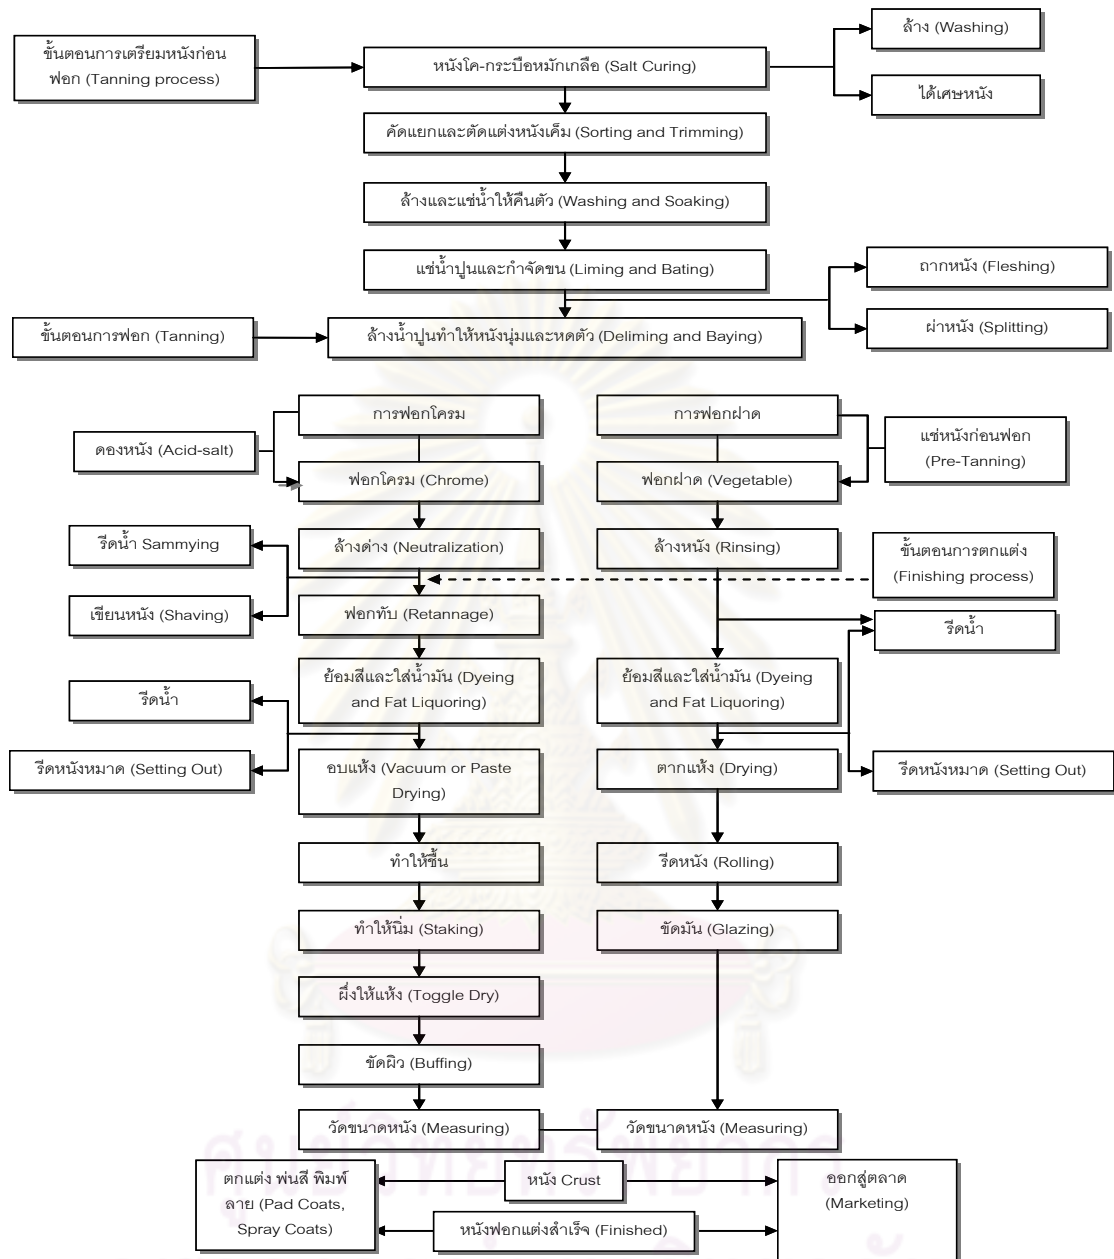 ล้าง (Washing)
ขั้นตอนการเตรียมหนังก่อน
ฟอก (Tanning process)
หนังโค-กระบือหมักเกลือ (Salt Curing)
ได้เศษหนัง
คัดแยกและตัดแต่งหนังเค็ม (Sorting and Trimming)
ล้างและแช่น้ำให้คืนตัว (Washing and Soaking)
แช่น้ำปูนและกำจัดขน (Liming and Bating)
ถากหนัง (Fleshing)
ผ่าหนัง (Splitting)
ขั้นตอนการฟอก (Tanning)
ล้างน้ำปูนทำให้หนังนุ่มและหดตัว (Deliming and Baying)
การฟอกโครม
การฟอกฝาด
ดองหนัง (Acid-salt)
แช่หนังก่อนฟอก
(Pre-Tanning)
ฟอกโครม (Chrome)
ฟอกฝาด (Vegetable)
รีดน้ำ Sammying
ล้างด่าง (Neutralization)
ล้างหนัง (Rinsing)
ขั้นตอนการตกแต่ง
(Finishing process)
เขียนหนัง (Shaving)
ฟอกทับ (Retannage)
รีดน้ำ
ย้อมสีและใส่น้ำมัน (Dyeing
and Fat Liquoring)
ย้อมสีและใส่น้ำมัน (Dyeing
and Fat Liquoring)
รีดน้ำ
รีดหนังหมาด (Setting Out)
อบแห้ง (Vacuum or Paste
Drying)
ตากแห้ง (Drying)
รีดหนังหมาด (Setting Out)
ทำให้ชื้น
รีดหนัง (Rolling)
ทำให้นิ่ม (Staking)
ขัดมัน (Glazing)
ผึ่งให้แห้ง (Toggle Dry)
ขัดผิว (Buffing)
วัดขนาดหนัง (Measuring)
วัดขนาดหนัง (Measuring)
ศูนย์วิทยทรัพยากร
ตกแต่ง พ่นสี พิมพ์
ลาย (Pad Coats,
Spray Coats)
หนัง Crust
ออกสู่ตลาด
(Marketing)
หนังฟอกแต่งสำเร็จ (Finished)